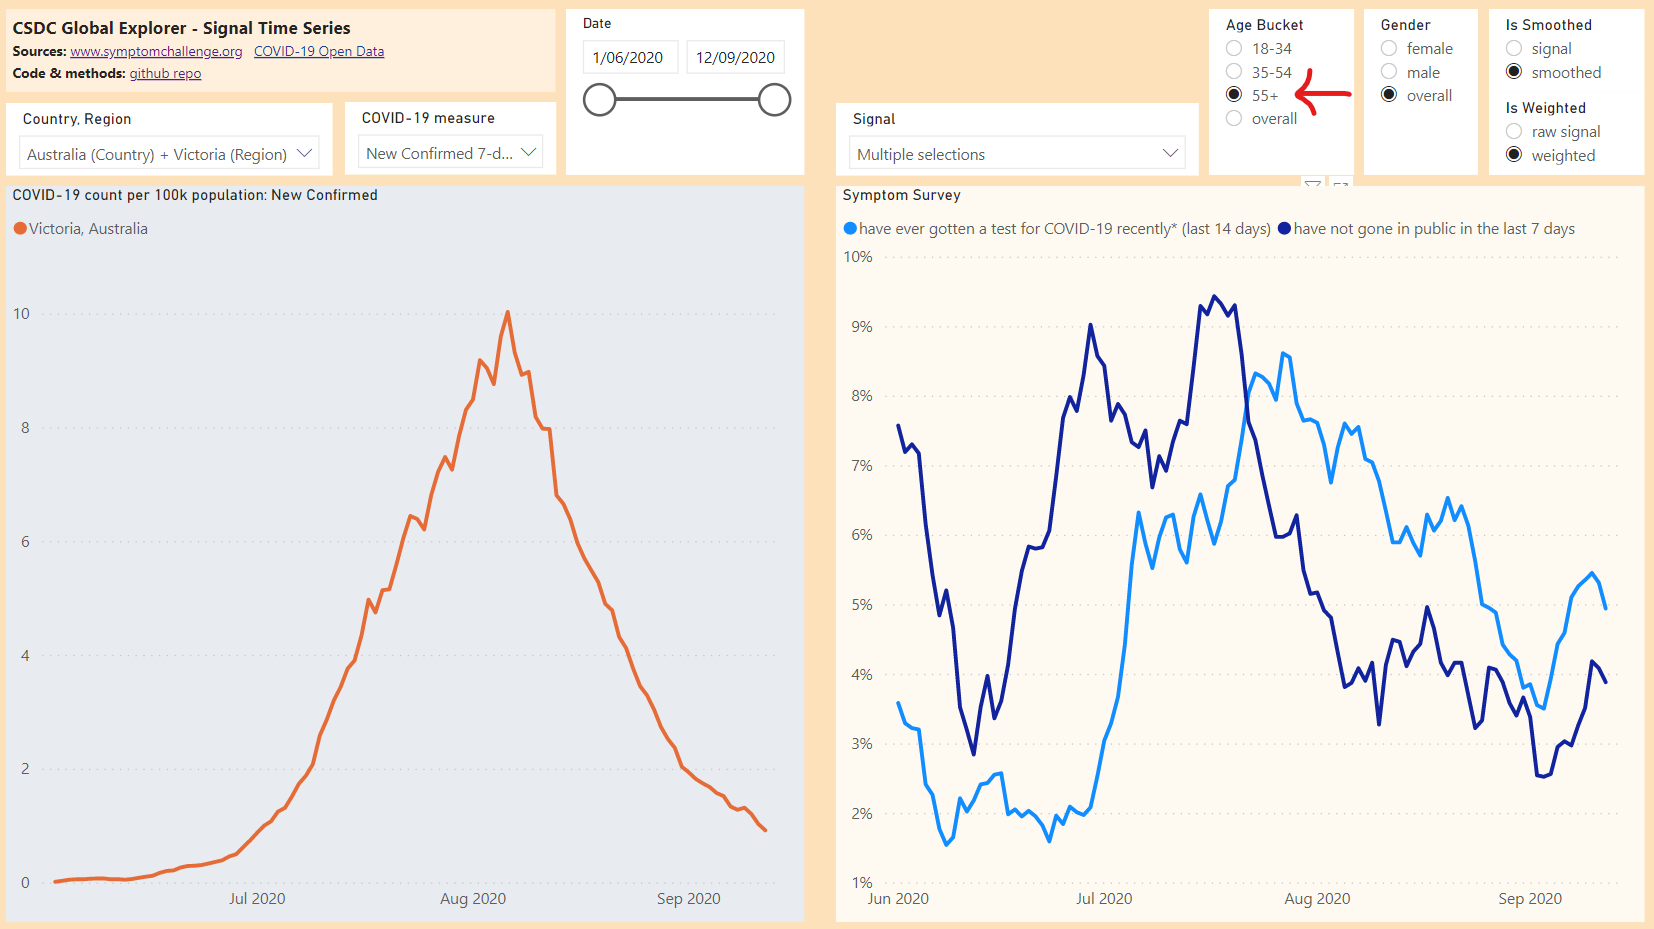 CSDC Global Explorer - Signal Time Series
Sources: www.symptomchallenge.org COVID-19 Open Data
Code & methods: github repo
Date
1/06/2020 12/09/2020
Country, Region
Australia (Country) + Victoria (Region)
COVID-19 measure
New Confirmed 7-d...
Signal
Multiple selections
Age Bucket
18-34
35-54
55+
overall
Gender
female
male
overall
Is Smoothed
signal
smoothed
Is Weighted
raw signal
weighted
COVID-19 count per 100k population: New Confirmed
Victoria, Australia
10
8
6
4
2
0
Jul 2020 Aug 2020 Sep 2020
Symptom Survey
have ever gotten a test for COVID-19 recently* (last 14 days) have not gone in public in the last 7 days
10%
9%
8%
7%
6%
5%
4%
3%
2%
1%
Jun 2020 Jul 2020 Aug 2020 Sep 2020